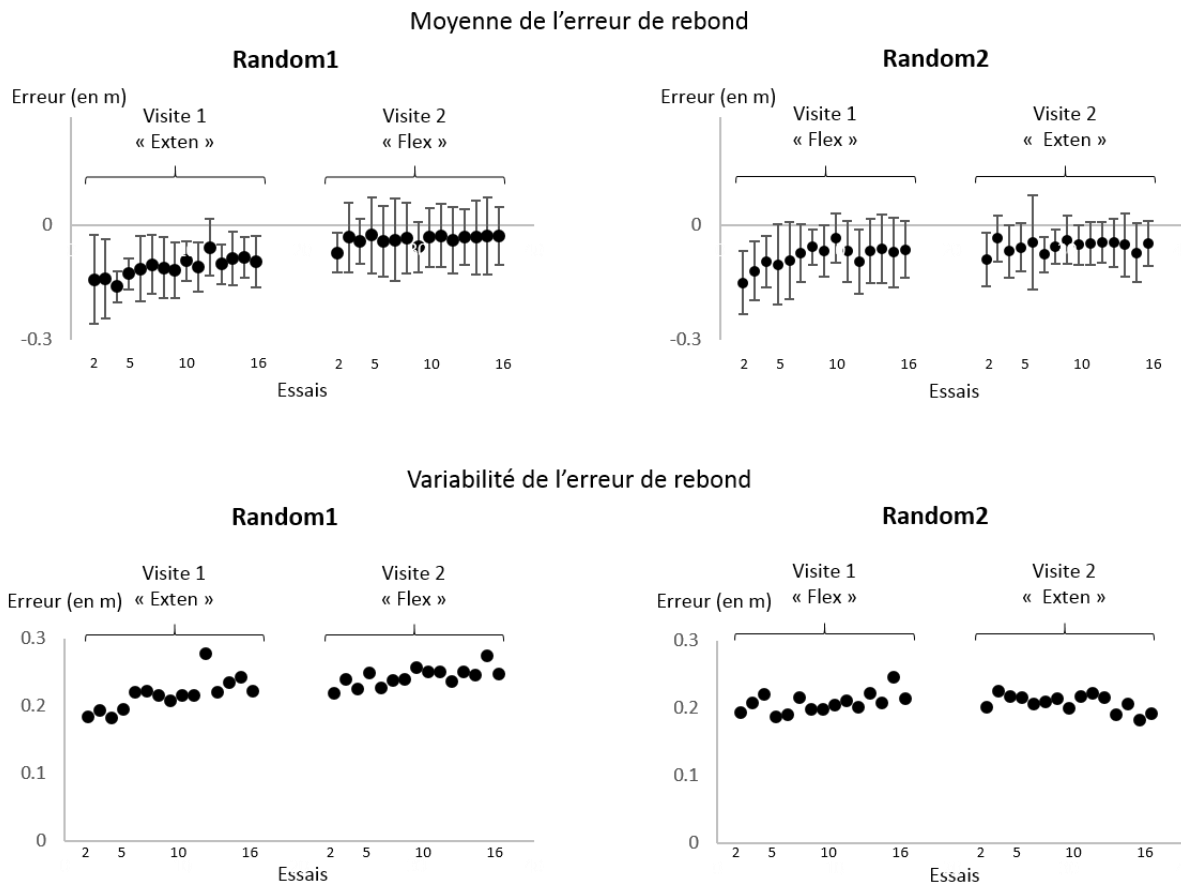 Moyenne de l'erreur de rebond
Random1
Random2
Erreur (en m)
Visite 1
« Exten »
Visite 2
« Flex »
Erreur (en m)
Visite 1
« Flex »
Visite 2
« Exten »
0
-0.3
2 5 10 16 2 5 10 16
Essais
0
-0.3
2 5 10 16 2 5 10 16
Essais
Variabilité de l'erreur de rebond
Random1
Random2
Erreur (en m)
Visite 1
« Exten »
Visite 2
« Flex »
Erreur (en m)
Visite 1
« Flex »
Visite 2
« Exten »
0.3
0.2
0.1
0
2 5 10 16 2 5 10 16
Essais
0.3
0.2
0.1
0
2 5 10 16 2 5 10 16
Essais